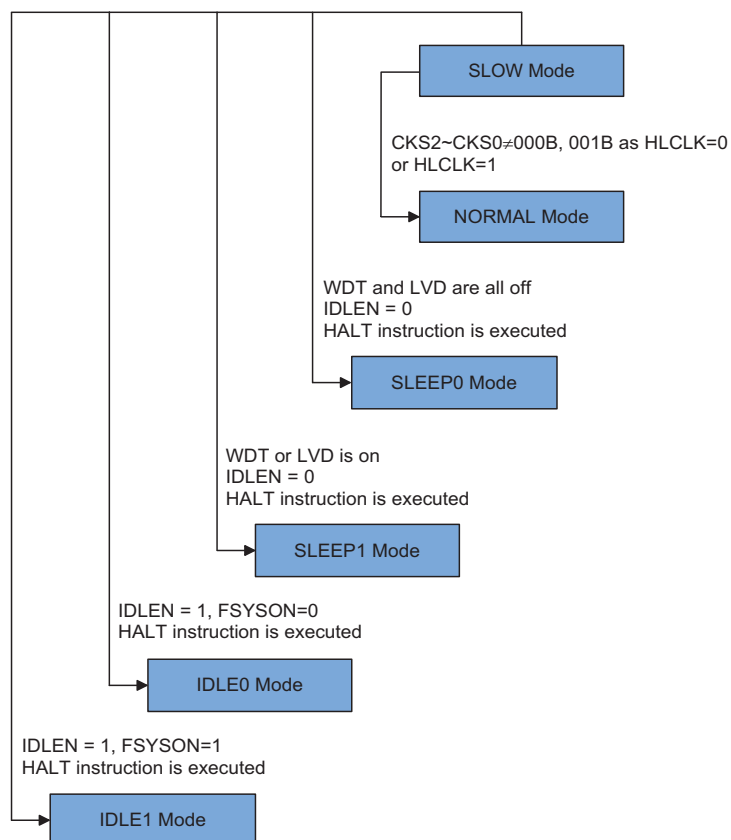 SLOW Mode
CKS2~CKS0≠000B, 001B as HLCLK=0
or HLCLK=1
NORMAL Mode
WDT and LVD are all off
IDLEN = 0
HALT instruction is executed
SLEEP0 Mode
WDT or LVD is on
IDLEN = 0
HALT instruction is executed
SLEEP1 Mode
IDLEN = 1, FSYSON=0
HALT instruction is executed
IDLE0 Mode
IDLEN = 1, FSYSON=1
HALT instruction is executed
IDLE1 Mode